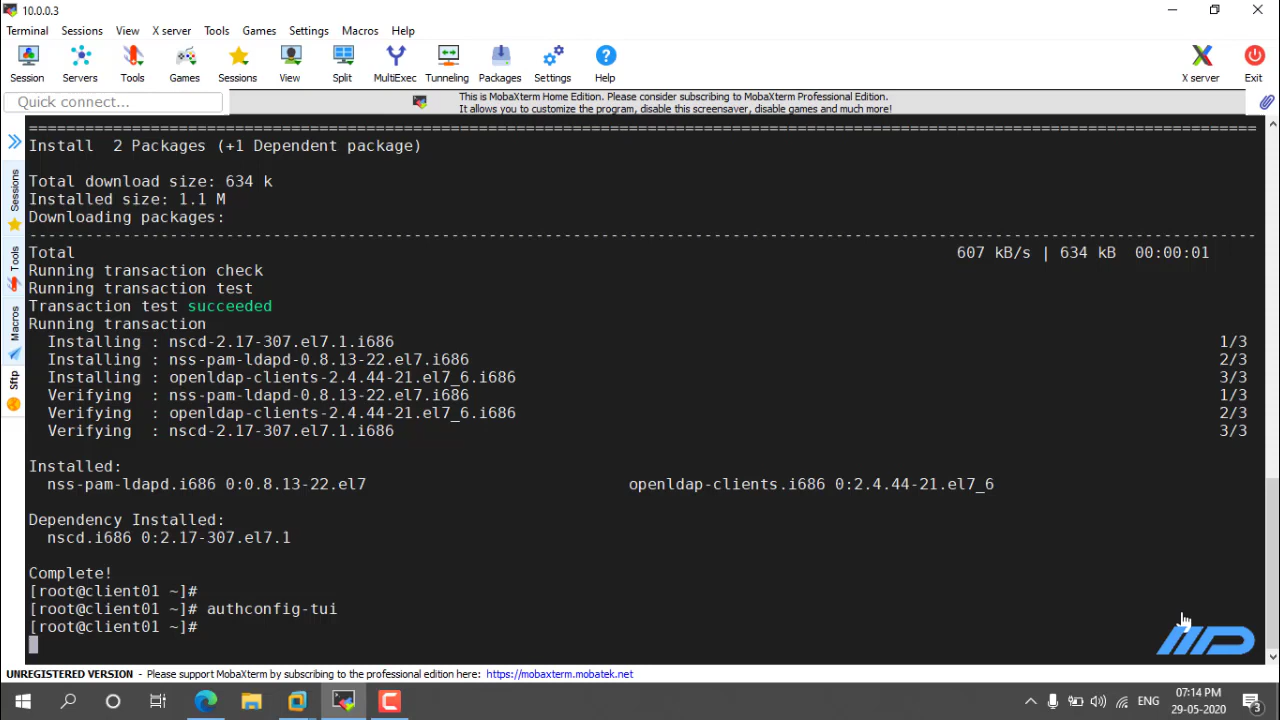 10.0.0.3
Terminal Sessions View X server Tools Games Settings Macros Help
Session Servers Tools Games Sessions View Split MultiExec Tunneling Packages Settings Help X server Exit
Quick connect...
This is MobaXterm Home Edition. Please consider subscribing to MobaXterm Professional Edition.
It allows you to customize the program, disable this screensaver, disable games and much more!
Sessions
Tools
Macros
Sftp
================================================================================
Install 2 Packages (+1 Dependent package)
Total download size: 634 k
Installed size: 1.1 M
Downloading packages:
--------------------------------------------------------------------------------
Total 607 kB/s | 634 kB 00:00:01
Running transaction check
Running transaction test
Transaction test succeeded
Running transaction
Installing : nscd-2.17-307.el7.1.i686 1/3
Installing : nss-pam-ldapd-0.8.13-22.el7.i686 2/3
Installing : openldap-clients-2.4.44-21.el7_6.i686 3/3
Verifying : nss-pam-ldapd-0.8.13-22.el7.i686 1/3
Verifying : openldap-clients-2.4.44-21.el7_6.i686 2/3
Verifying : nscd-2.17-307.el7.1.i686 3/3
Installed:
nss-pam-ldapd.i686 0:0.8.13-22.el7 openldap-clients.i686 0:2.4.44-21.el7_6
Dependency Installed:
nscd.i686 0:2.17-307.el7.1
Complete!
[root@client01 ~]#
[root@client01 ~]# authconfig-tui
[root@client01 ~]#
UNREGISTERED VERSION - Please support MobaXterm by subscribing to the professional edition here: https://mobaxterm.mobatek.net
ENG
07:14 PM
29-05-2020
3